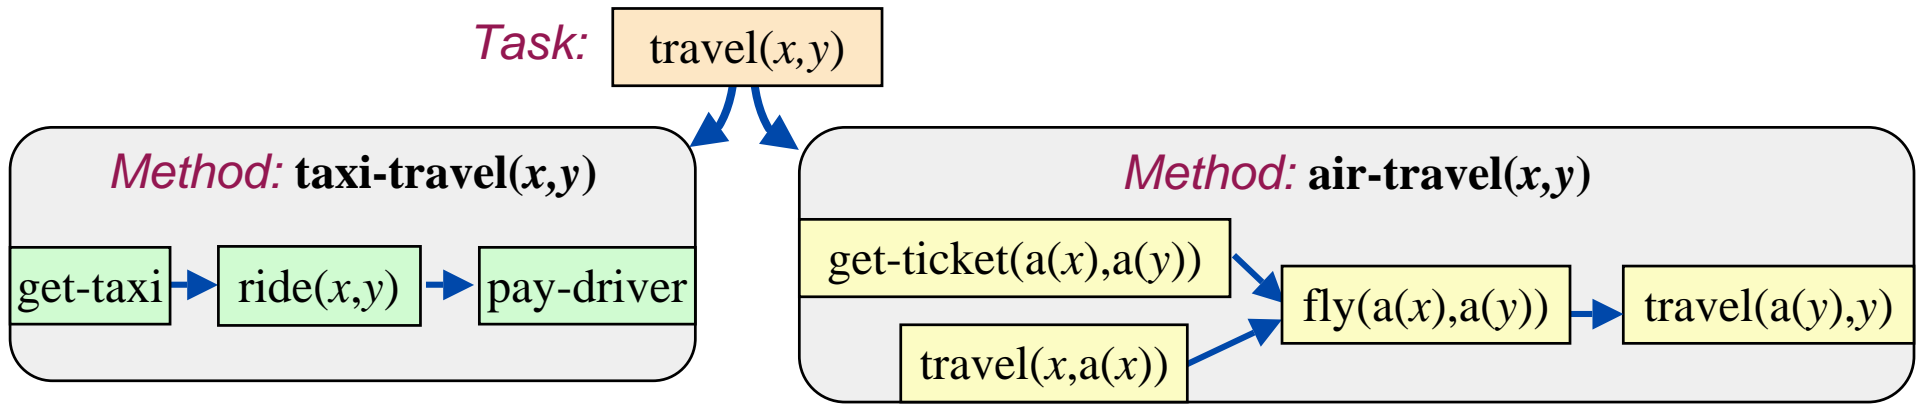 Task: travel(x,y)
Method: taxi-travel(x,y)
get-taxi ride(x,y) pay-driver
Method: air-travel(x,y)
get-ticket(a(x),a(y))
travel(x,a(x))
fly(a(x),a(y))
travel(a(y),y)